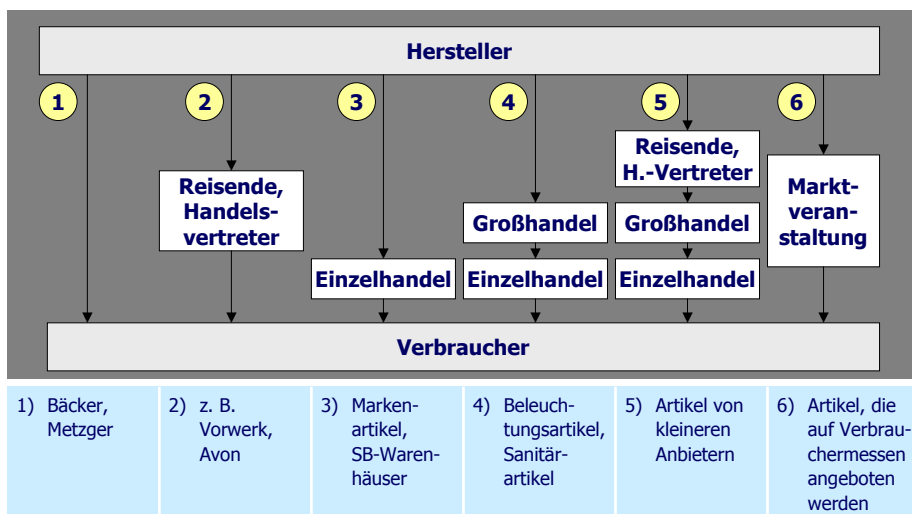 Hersteller
1
2
3
4
5
6
Reisende,
Handels-
vertreter
Einzelhandel
Großhandel
Einzelhandel
Reisende,
H.-Vertreter
Großhandel
Einzelhandel
Markt-
veran-
staltung
Verbraucher
1) Bäcker,
Metzger
2) z. B.
Vorwerk,
Avon
3) Marken-
artikel,
SB-Waren-
häuser
4) Beleuch-
tungsartikel,
Sanitär-
artikel
5) Artikel von
kleineren
Anbietern
6) Artikel, die
auf Verbrau-
chermessen
angeboten
werden